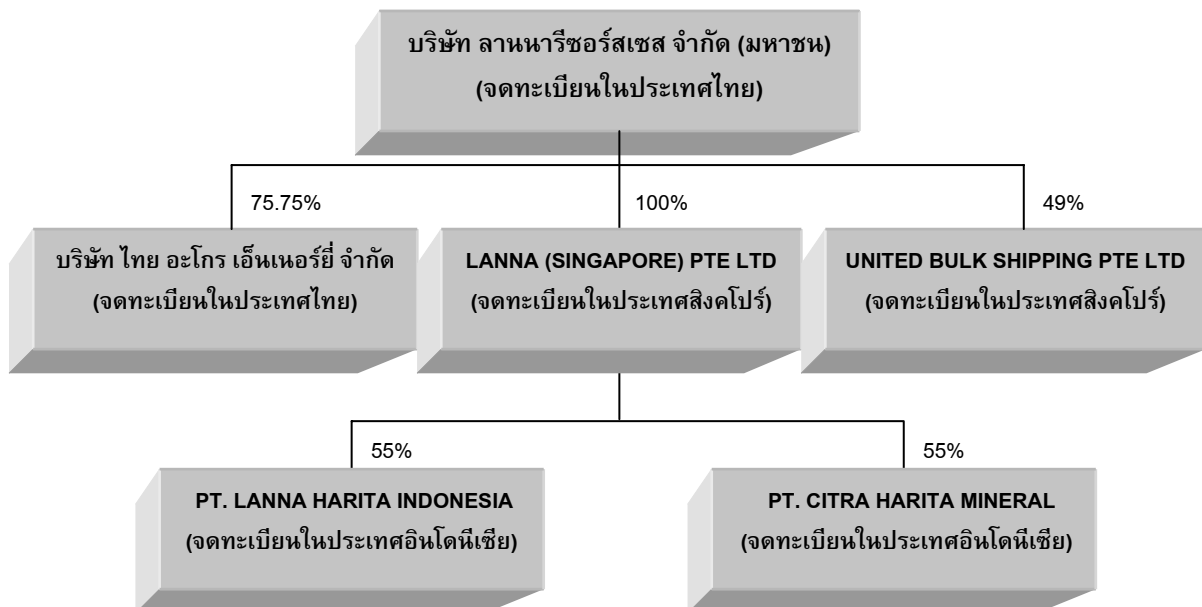 บริษัท ลานนารีซอร์สเซส จำกัด (มหาชน)
(จดทะเบียนในประเทศไทย)
75.75%
100%
49%
บริษัท ไทย อะโกร เอ็นเนอร์ยี่ จำกัด
(จดทะเบียนในประเทศไทย)
LANNA (SINGAPORE) PTE LTD
(จดทะเบียนในประเทศสิงคโปร์)
UNITED BULK SHIPPING PTE LTD
(จดทะเบียนในประเทศสิงคโปร์)
55%
55%
PT. LANNA HARITA INDONESIA
(จดทะเบียนในประเทศอินโดนีเซีย)
PT. CITRA HARITA MINERAL
(จดทะเบียนในประเทศอินโดนีเซีย)